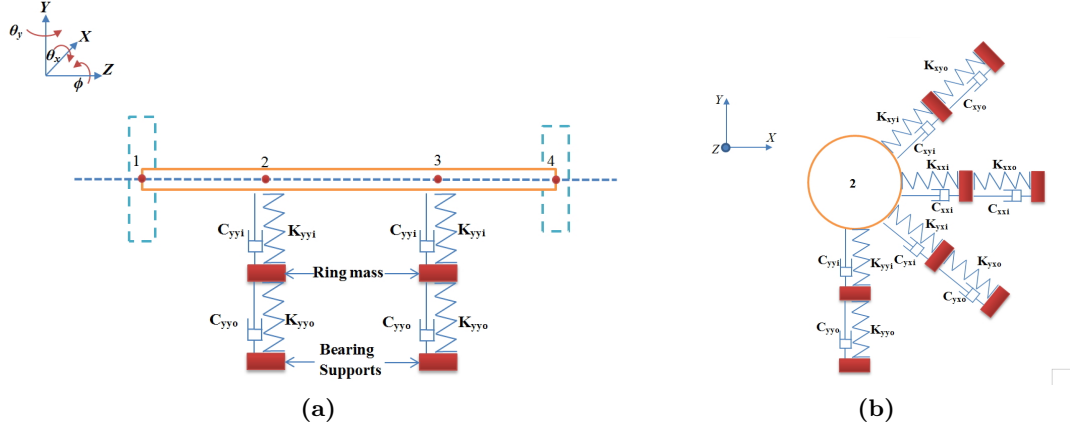 Y
θy
X
θx
Z
ϕ
1
2
3
4
Cyyi
Kyyi
Cyyi
Kyyi
Ring mass
Cyyo
Kyyo
Cyyo
Kyyo
Bearing
Supports
(a)
Y
X
Z
Kxyo
Cxyo
Kxyi
Cxyi
2
Kxxi
Kxxo
Cxxi
Cxxi
Kyxi
Cyxi
Kyxo
Cyxo
Cyyi
Kyyi
Cyyo
Kyyo
(b)